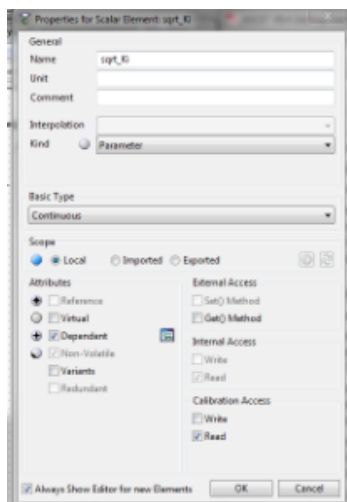 Properties for Scalar Element: sqrt_Ki
General
Name sqrt_Ki
Unit
Comment
Interpolation
Kind Parameter
Basic Type
Continuous
Scope
Local Imported Exported
Attributes External Access
Reference Set() Method
Virtual Get() Method
Dependent Internal Access
Non-Volatile Write
Variants Read
Redundant Calibration Access
Write
Read
Always Show Editor for new Elements OK Cancel